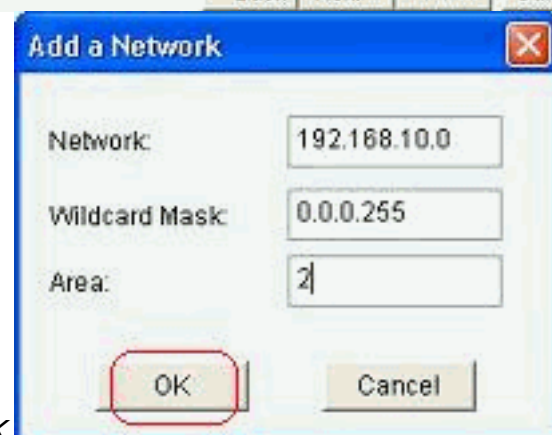 Add a Network
Network: 192.168.10.0
Wildcard Mask: 0.0.0.255
Area: 2
OK Cancel